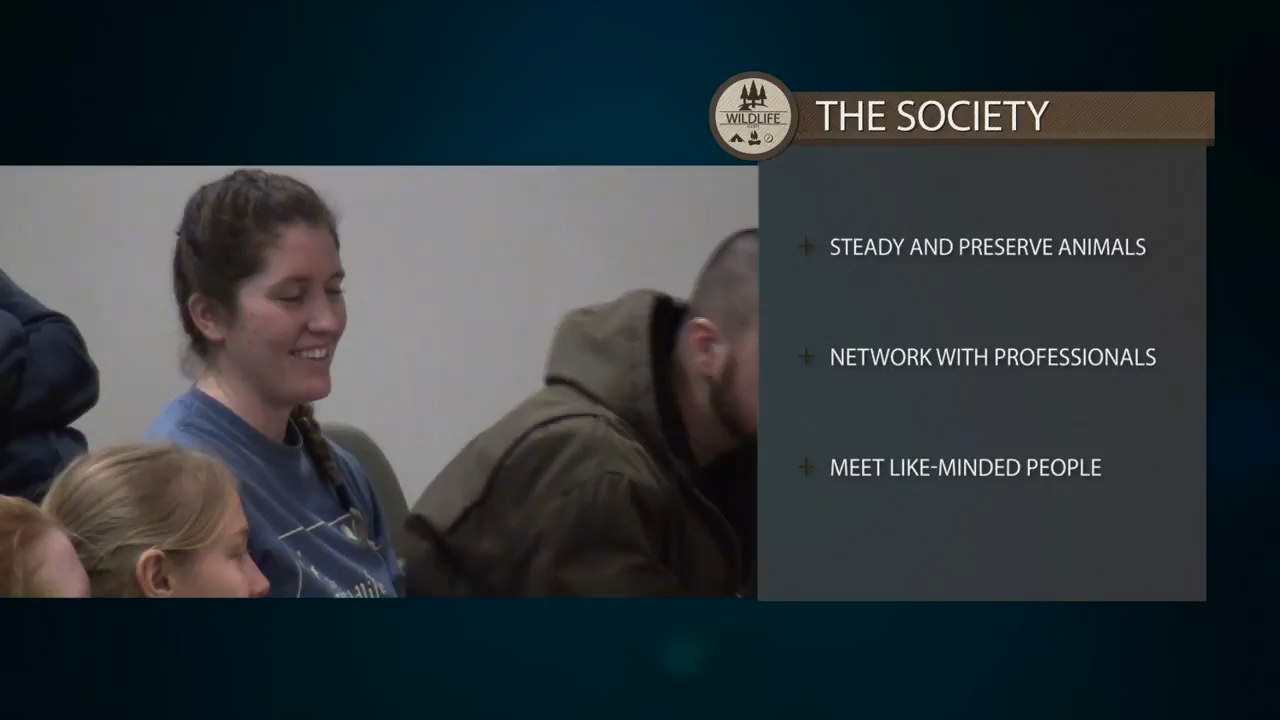 WILDLIFE
THE SOCIETY
STEADY AND PRESERVE ANIMALS
NETWORK WITH PROFESSIONALS
MEET LIKE-MINDED PEOPLE